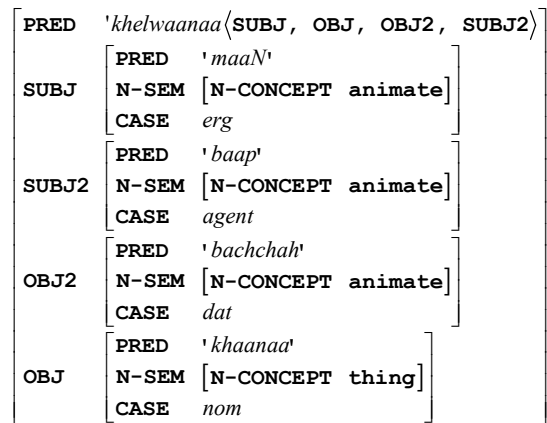 PRED 'khelwaanaa⟨SUBJ, OBJ, OBJ2, SUBJ2⟩
PRED 'maaN'
SUBJ N-SEM [N-CONCEPT animate]
CASE erg
PRED 'baap'
SUBJ2 N-SEM [N-CONCEPT animate]
CASE agent
PRED 'bachchah'
OBJ2 N-SEM [N-CONCEPT animate]
CASE dat
PRED 'khaanaa'
OBJ N-SEM [N-CONCEPT thing]
CASE nom